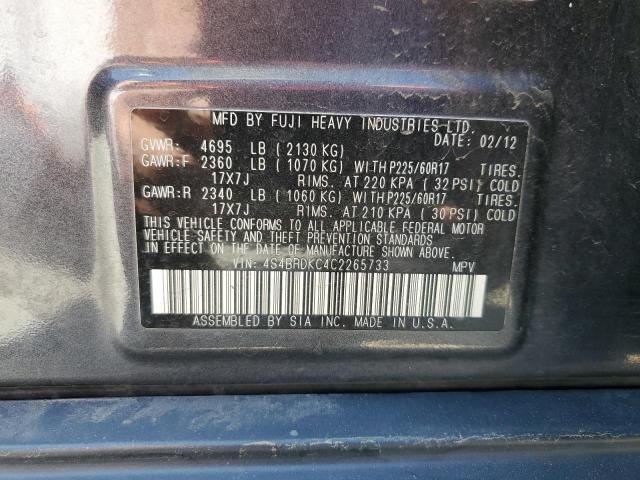 MFD BY FUJI HEAVY INDUSTRIES LTD.
DATE: 02/12
GVWR: 4695 LB (2130 KG)
GAWR:F 2360 LB (1070 KG) WITH P225/60R17 TIRES.
17X7J RIMS. AT 220 KPA (32 PSI) COLD
GAWR:R 2340 LB (1060 KG) WITH P225/60R17 TIRES.
17X7J RIMS. AT 210 KPA (30 PSI) COLD
THIS VEHICLE CONFORMS TO ALL APPLICABLE FEDERAL MOTOR
VEHICLE SAFETY AND THEFT PREVENTION STANDARDS
IN EFFECT ON THE DATE OF MANUFACTURE SHOWN ABOVE.
VIN: 4S4BRDKC4C2265733 MPV
ASSEMBLED BY SIA INC. MADE IN U.S.A.